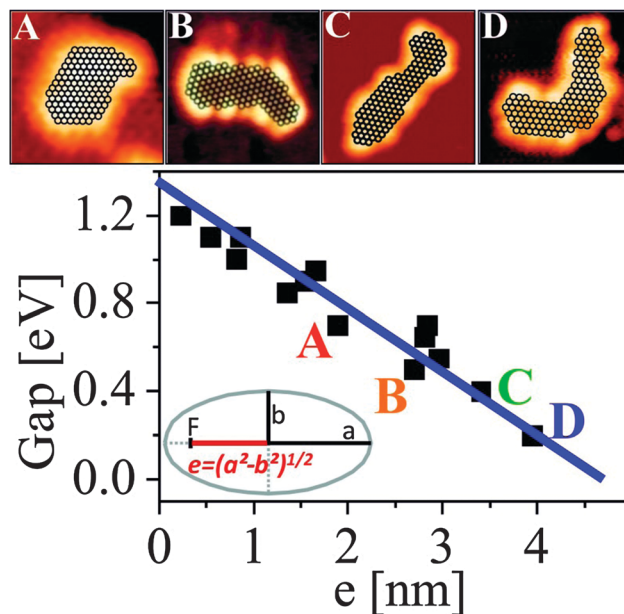 A B C D
1.2
0.8
0.4
0.0
Gap [eV]
A
B
C
D
F
b
a
e=(a²-b²)¹/²
0 1 2 3 4
e [nm]